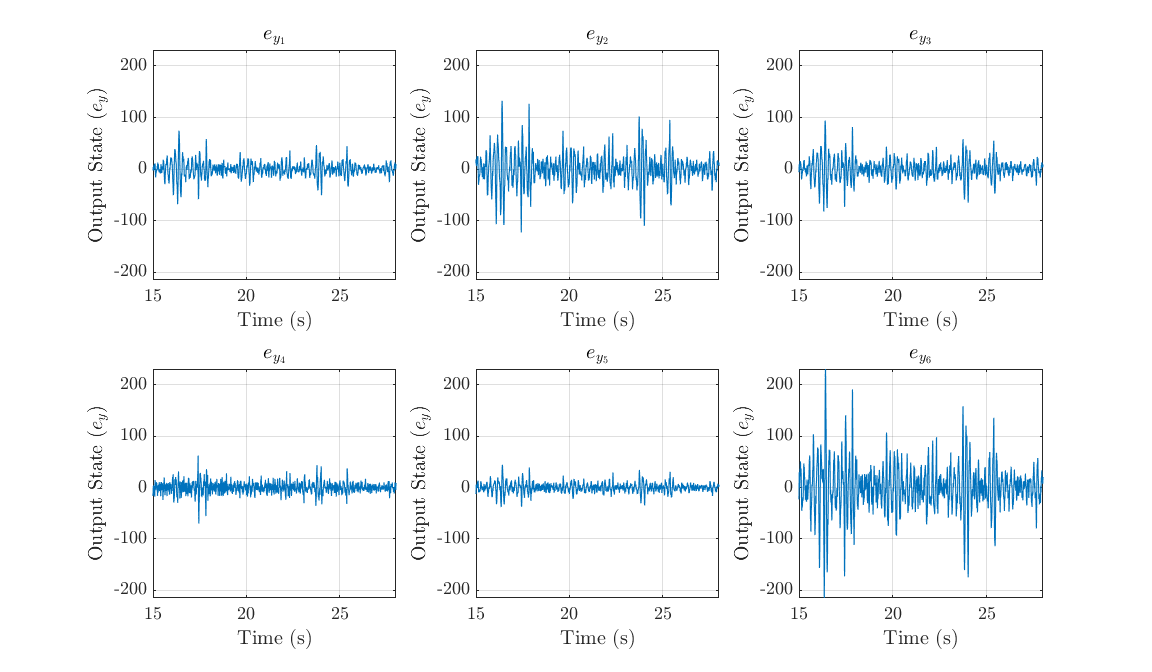 e_{y_1} e_{y_2} e_{y_3}
200 200 200
100 100 100
0 0 0
-100 -100 -100
-200 -200 -200
Output State (e_y) Output State (e_y) Output State (e_y)
15 20 25 15 20 25 15 20 25
Time (s) Time (s) Time (s)
e_{y_4} e_{y_5} e_{y_6}
200 200 200
100 100 100
0 0 0
-100 -100 -100
-200 -200 -200
Output State (e_y) Output State (e_y) Output State (e_y)
15 20 25 15 20 25 15 20 25
Time (s) Time (s) Time (s)